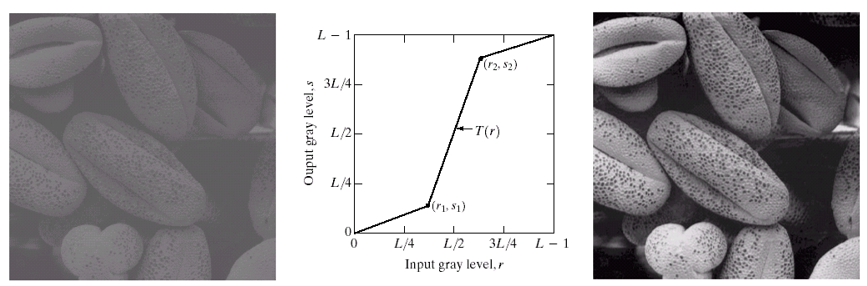 L − 1
3L/4
L/2
L/4
0
Ouput gray level, s
(r₂, s₂)
T(r)
(r₁, s₁)
0 L/4 L/2 3L/4 L − 1
Input gray level, r